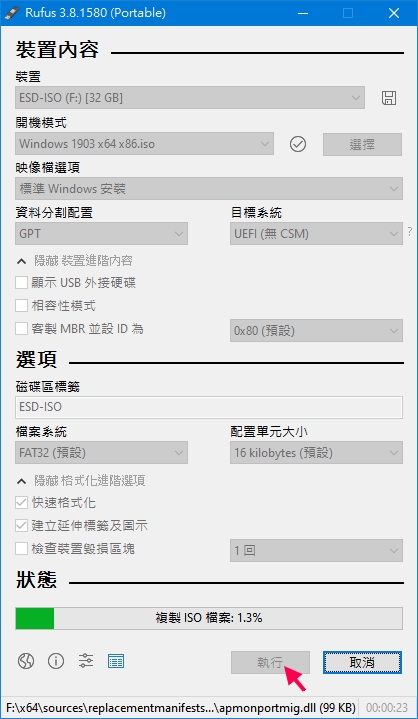 Rufus 3.8.1580 (Portable)
裝置內容
裝置
ESD-ISO (F:) [32 GB]
開機模式
Windows 1903 x64 x86.iso
選擇
映像檔選項
標準 Windows 安裝
資料分割配置 目標系統
GPT UEFI (無 CSM) ?
隱藏 裝置進階內容
顯示 USB 外接硬碟
相容性模式
客製 MBR 並設 ID 為 0x80 (預設)
選項
磁碟區標籤
ESD-ISO
檔案系統 配置單元大小
FAT32 (預設) 16 kilobytes (預設)
隱藏 格式化進階選項
快速格式化
建立延伸標籤及圖示
檢查裝置毀損區塊 1 回
狀態
複製 ISO 檔案: 1.3%
執行 取消
F:\x64\sources\replacementmanifests...\apmonportmig.dll (99 KB) 00:00:23